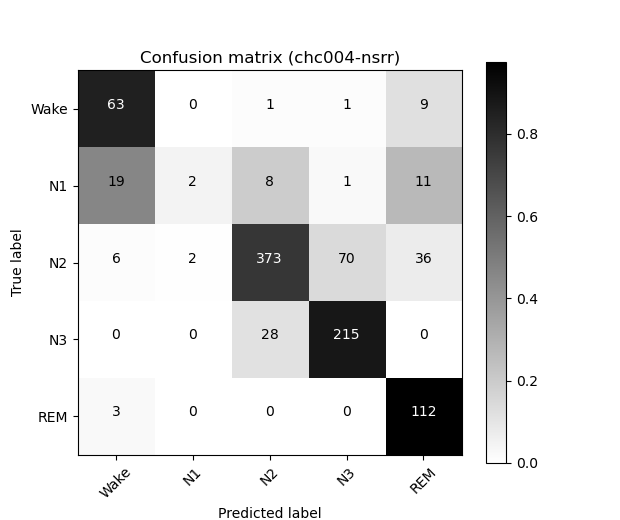 Confusion matrix (chc004-nsrr)
Wake 63 0 1 1 9
N1 19 2 8 1 11
N2 6 2 373 70 36
N3 0 0 28 215 0
REM 3 0 0 0 112
Wake N1 N2 N3 REM
Predicted label
True label
0.8
0.6
0.4
0.2
0.0